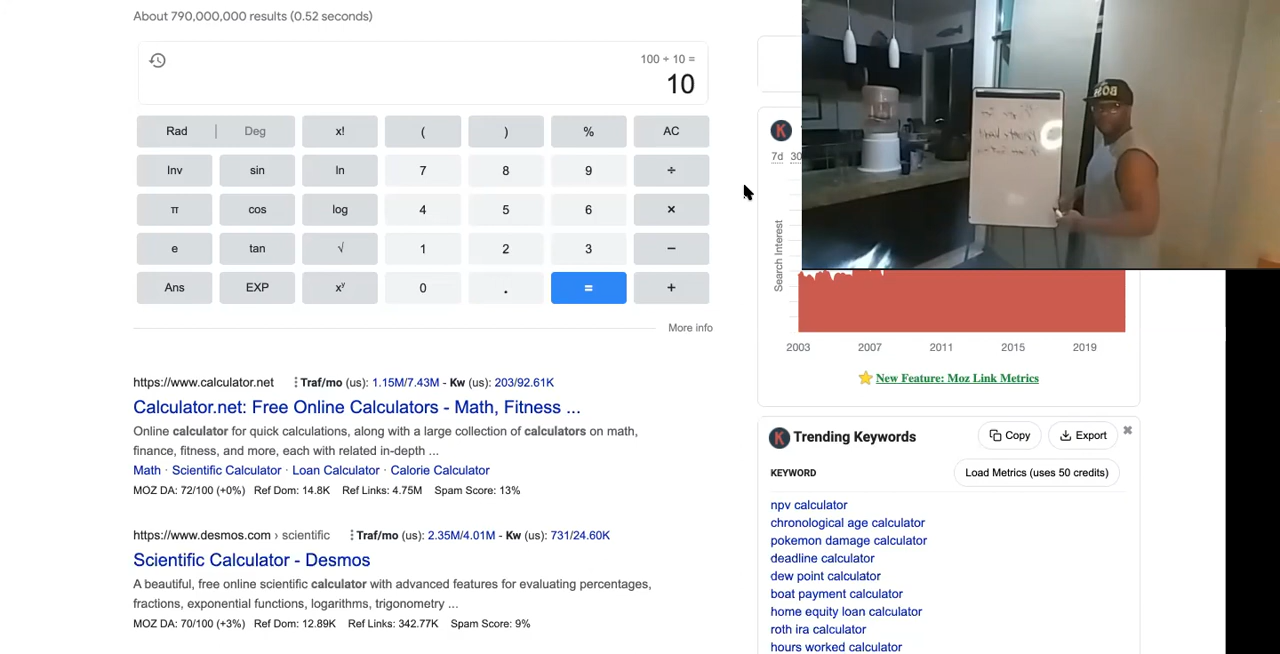 About 790,000,000 results (0.52 seconds)
100 ÷ 10 =
10
Rad | Deg x! ( ) % AC
Inv sin ln 7 8 9 ÷
π cos log 4 5 6 ×
e tan √ 1 2 3 −
Ans EXP xʸ 0 . = +
More info
https://www.calculator.net Traf/mo (us): 1.15M/7.43M - Kw (us): 203/92.61K
Calculator.net: Free Online Calculators - Math, Fitness ...
Online calculator for quick calculations, along with a large collection of calculators on math,
finance, fitness, and more, each with related in-depth ...
Math · Scientific Calculator · Loan Calculator · Calorie Calculator
MOZ DA: 72/100 (+0%) Ref Dom: 14.8K Ref Links: 4.75M Spam Score: 13%
https://www.desmos.com › scientific Traf/mo (us): 2.35M/4.01M - Kw (us): 731/24.60K
Scientific Calculator - Desmos
A beautiful, free online scientific calculator with advanced features for evaluating percentages,
fractions, exponential functions, logarithms, trigonometry ...
MOZ DA: 70/100 (+3%) Ref Dom: 12.89K Ref Links: 342.77K Spam Score: 9%
K
7d 30
Search Interest
2003 2007 2011 2015 2019
New Feature: Moz Link Metrics
K Trending Keywords Copy Export
KEYWORD Load Metrics (uses 50 credits)
npv calculator
chronological age calculator
pokemon damage calculator
deadline calculator
dew point calculator
boat payment calculator
home equity loan calculator
roth ira calculator
hours worked calculator